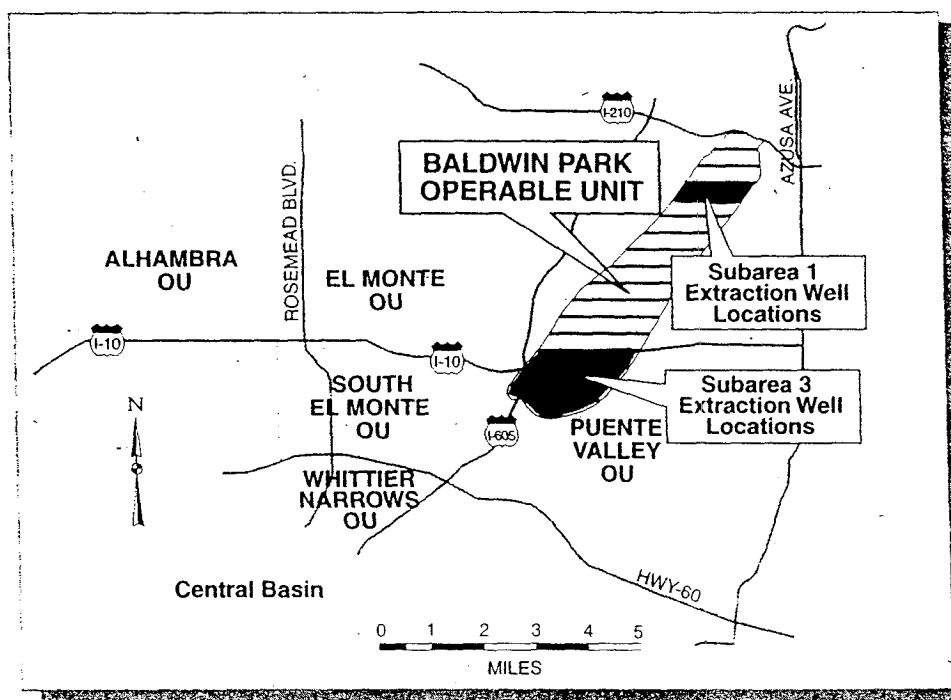 I-210
AZUSA AVE.
BALDWIN PARK
OPERABLE UNIT
ROSEMEAD BLVD.
ALHAMBRA
OU
EL MONTE
OU
Subarea 1
Extraction Well
Locations
I-10
I-10
SOUTH
EL MONTE
OU
Subarea 3
Extraction Well
Locations
N
I-605
PUENTE
VALLEY
OU
WHITTIER
NARROWS
OU
Central Basin
HWY-60
0 1 2 3 4 5
MILES